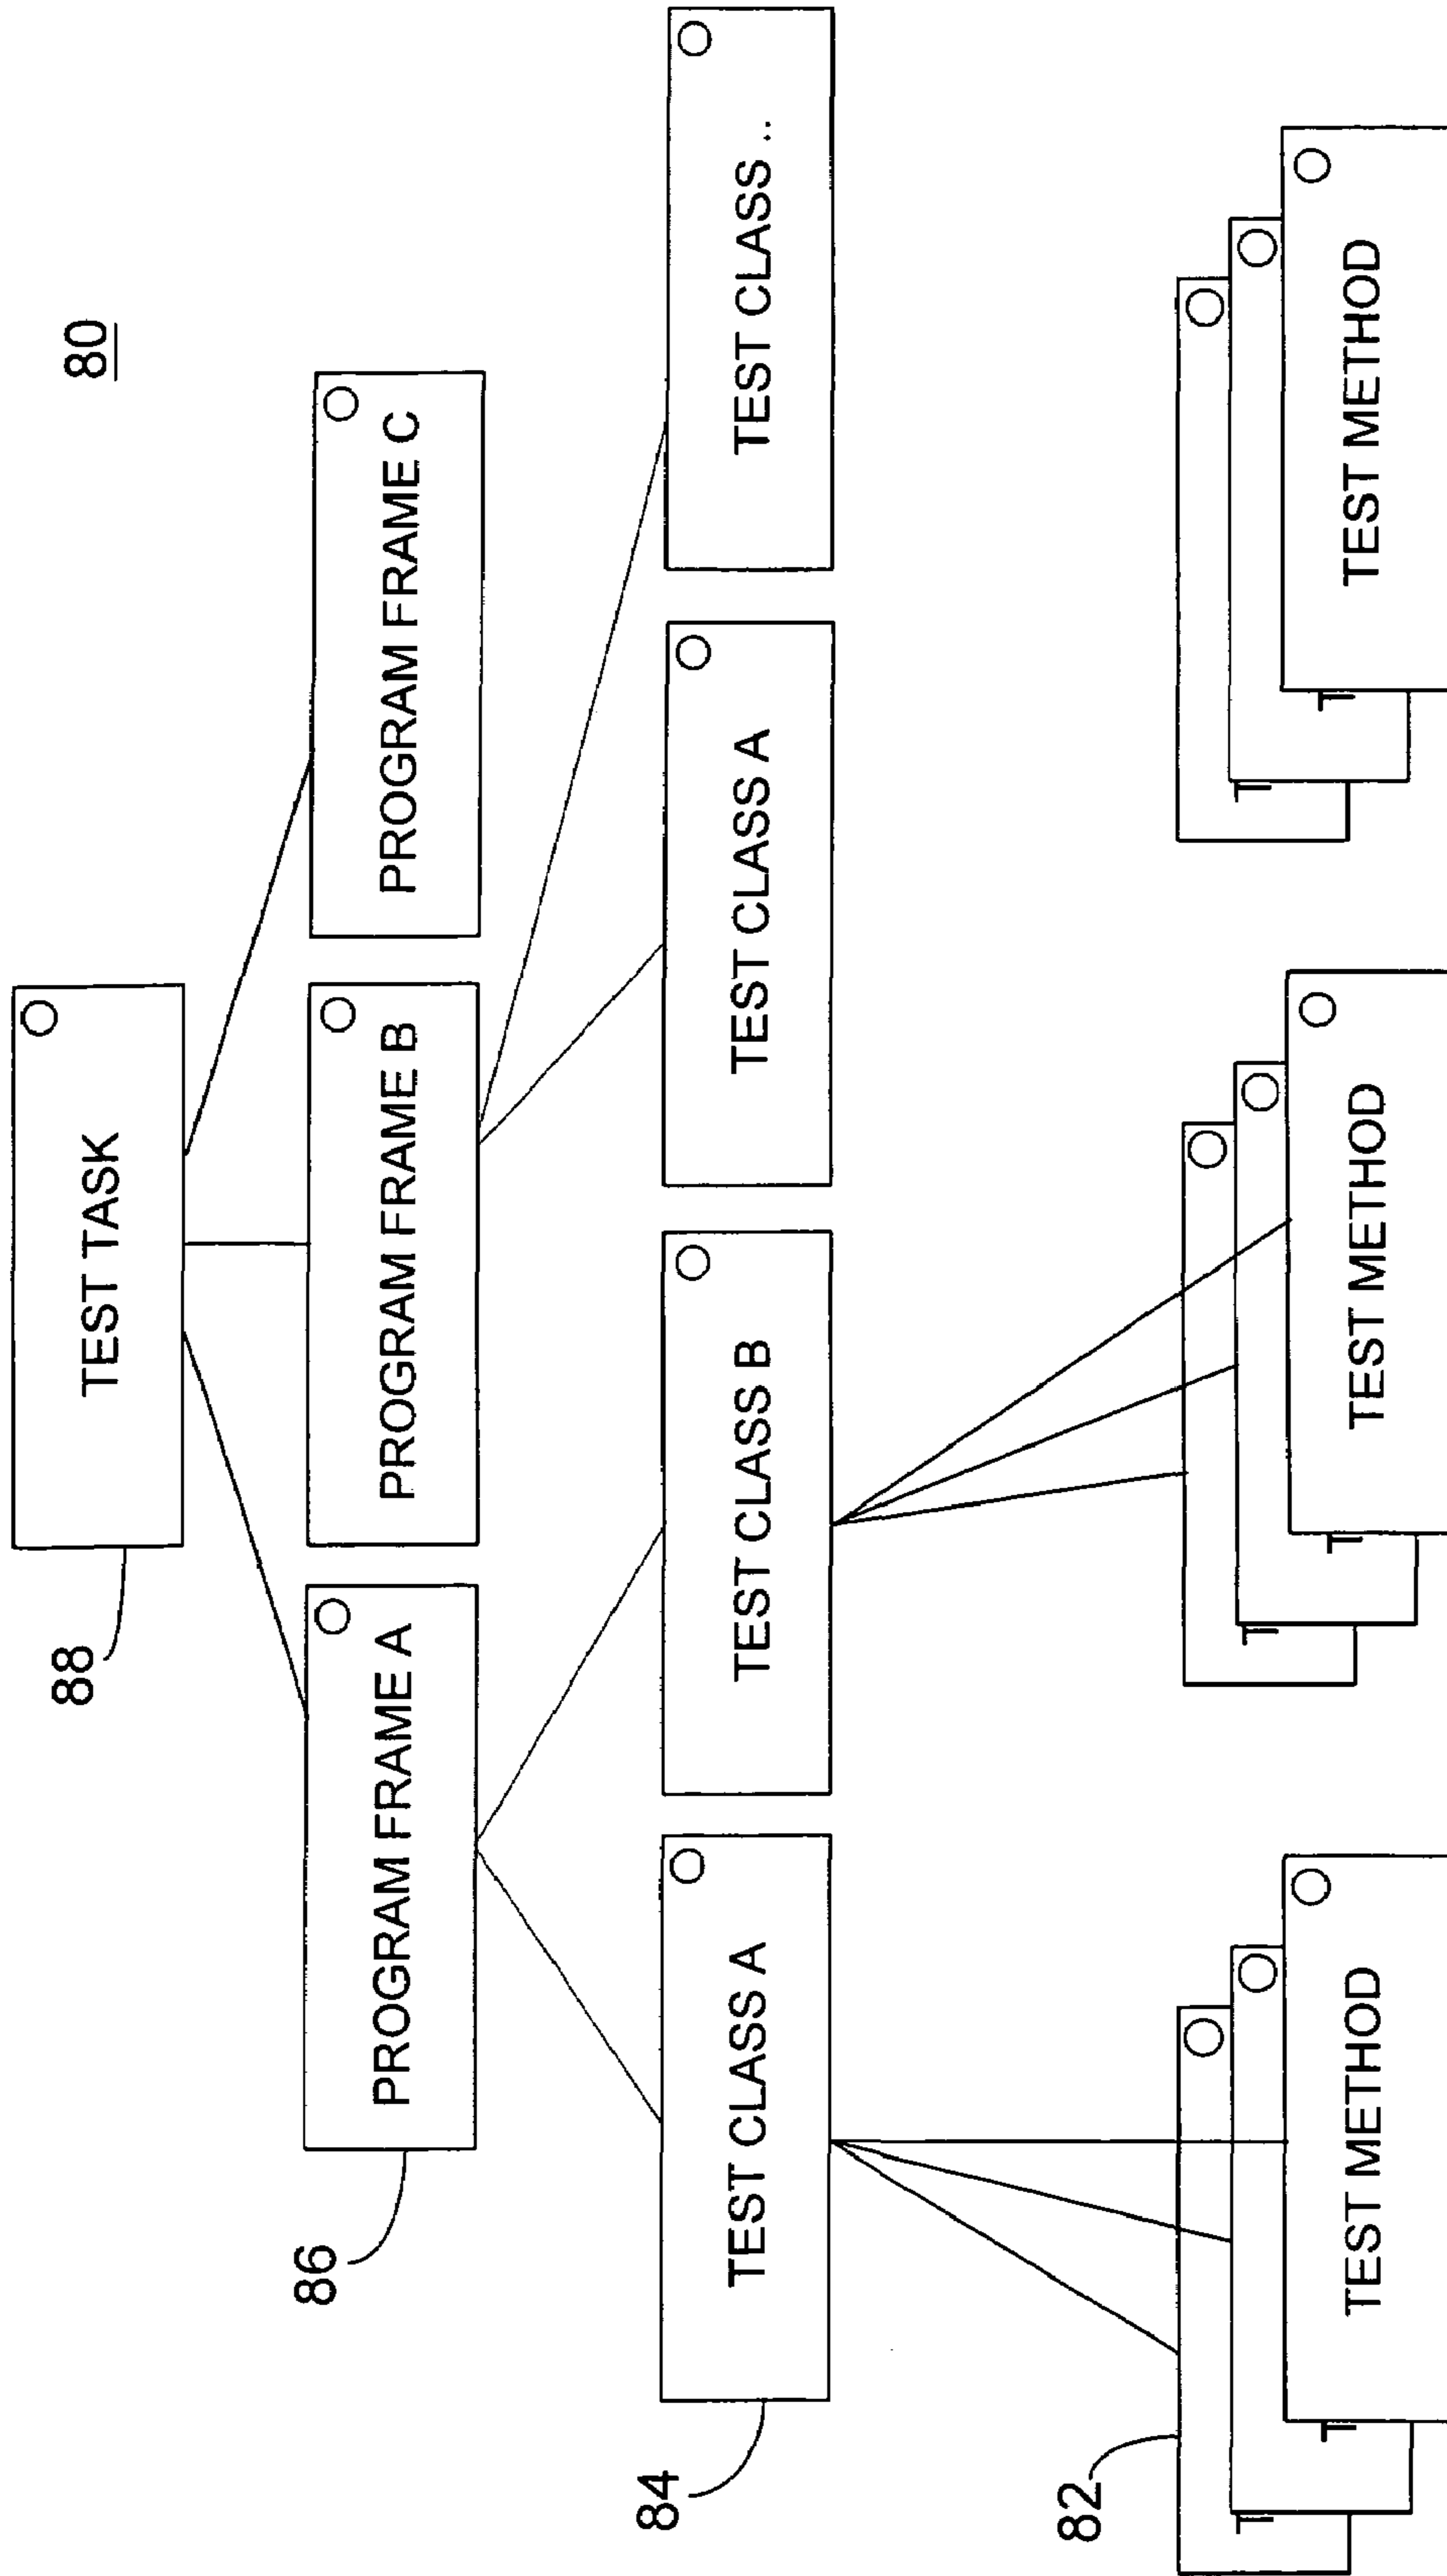 80
88
TEST TASK
86
PROGRAM FRAME A
PROGRAM FRAME B
PROGRAM FRAME C
84
TEST CLASS A
TEST CLASS B
TEST CLASS A
TEST CLASS ..
82
T
T
TEST METHOD
T
T
TEST METHOD
T
T
TEST METHOD